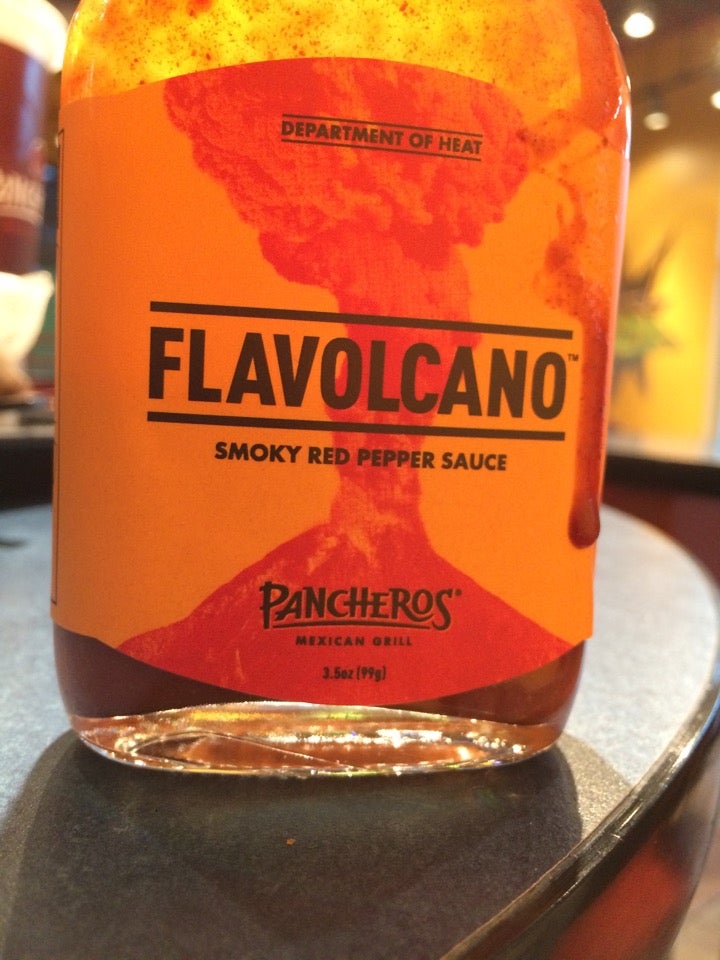 DEPARTMENT OF HEAT
FLAVOLCANO™
SMOKY RED PEPPER SAUCE
PANCHEROS®
MEXICAN GRILL
3.5oz (99g)